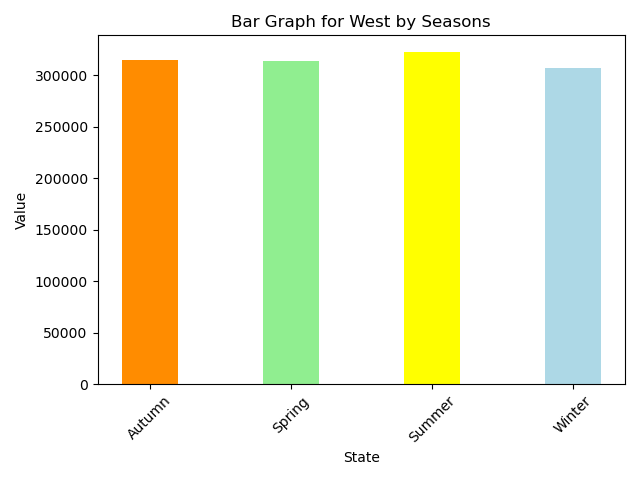 Bar Graph for West by Seasons
Value
300000
250000
200000
150000
100000
50000
0
Autumn
Spring
Summer
Winter
State